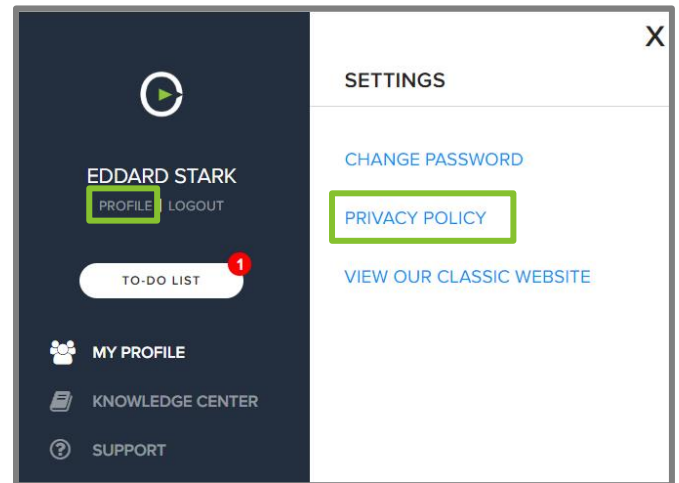 EDDARD STARK
PROFILE | LOGOUT
TO-DO LIST
1
MY PROFILE
KNOWLEDGE CENTER
SUPPORT
X
SETTINGS
CHANGE PASSWORD
PRIVACY POLICY
VIEW OUR CLASSIC WEBSITE